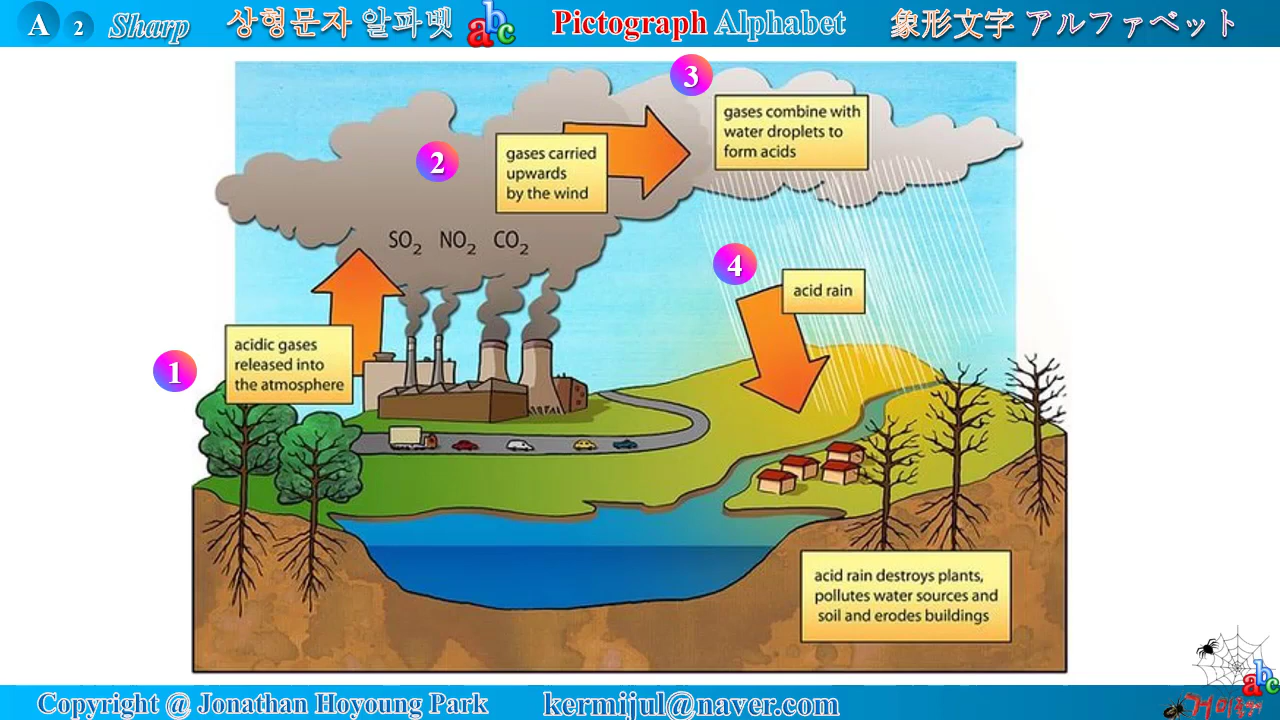 A 2 Sharp 상형문자 알파벳 abc Pictograph Alphabet 象形文字 アルファベット
3
gases combine with
water droplets to
form acids
2
gases carried
upwards
by the wind
SO₂ NO₂ CO₂
4
acid rain
1
acidic gases
released into
the atmosphere
acid rain destroys plants,
pollutes water sources and
soil and erodes buildings
abc
Copyright @ Jonathan Hoyoung Park kermijul@naver.com